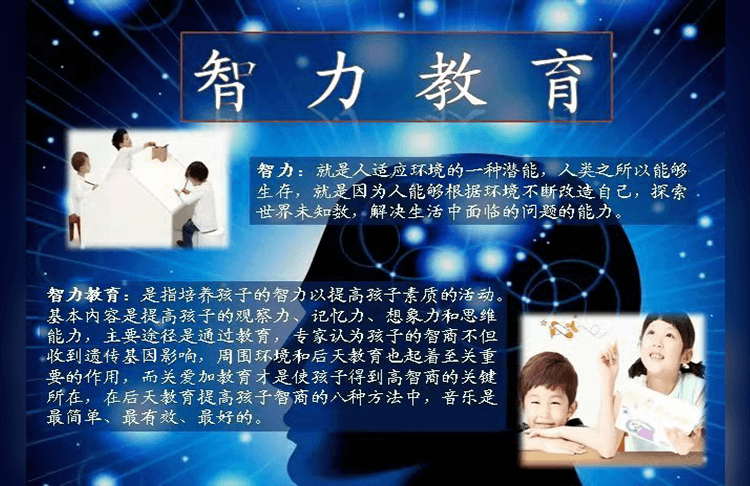 智力教育
智力：就是人适应环境的一种潜能，人类之所以能够
生存，就是因为人能够根据环境不断改造自己，探索
世界未知数，解决生活中面临的问题的能力。
智力教育：是指培养孩子的智力以提高孩子素质的活动。
基本内容是提高孩子的观察力、记忆力、想象力和思维
能力，主要途径是通过教育，专家认为孩子的智商不但
收到遗传基因影响，周围环境和后天教育也起着至关重
要的作用，而关爱加教育才是使孩子得到高智商的关键
所在，在后天教育提高孩子智商的八种方法中，音乐是
最简单、最有效、最好的。